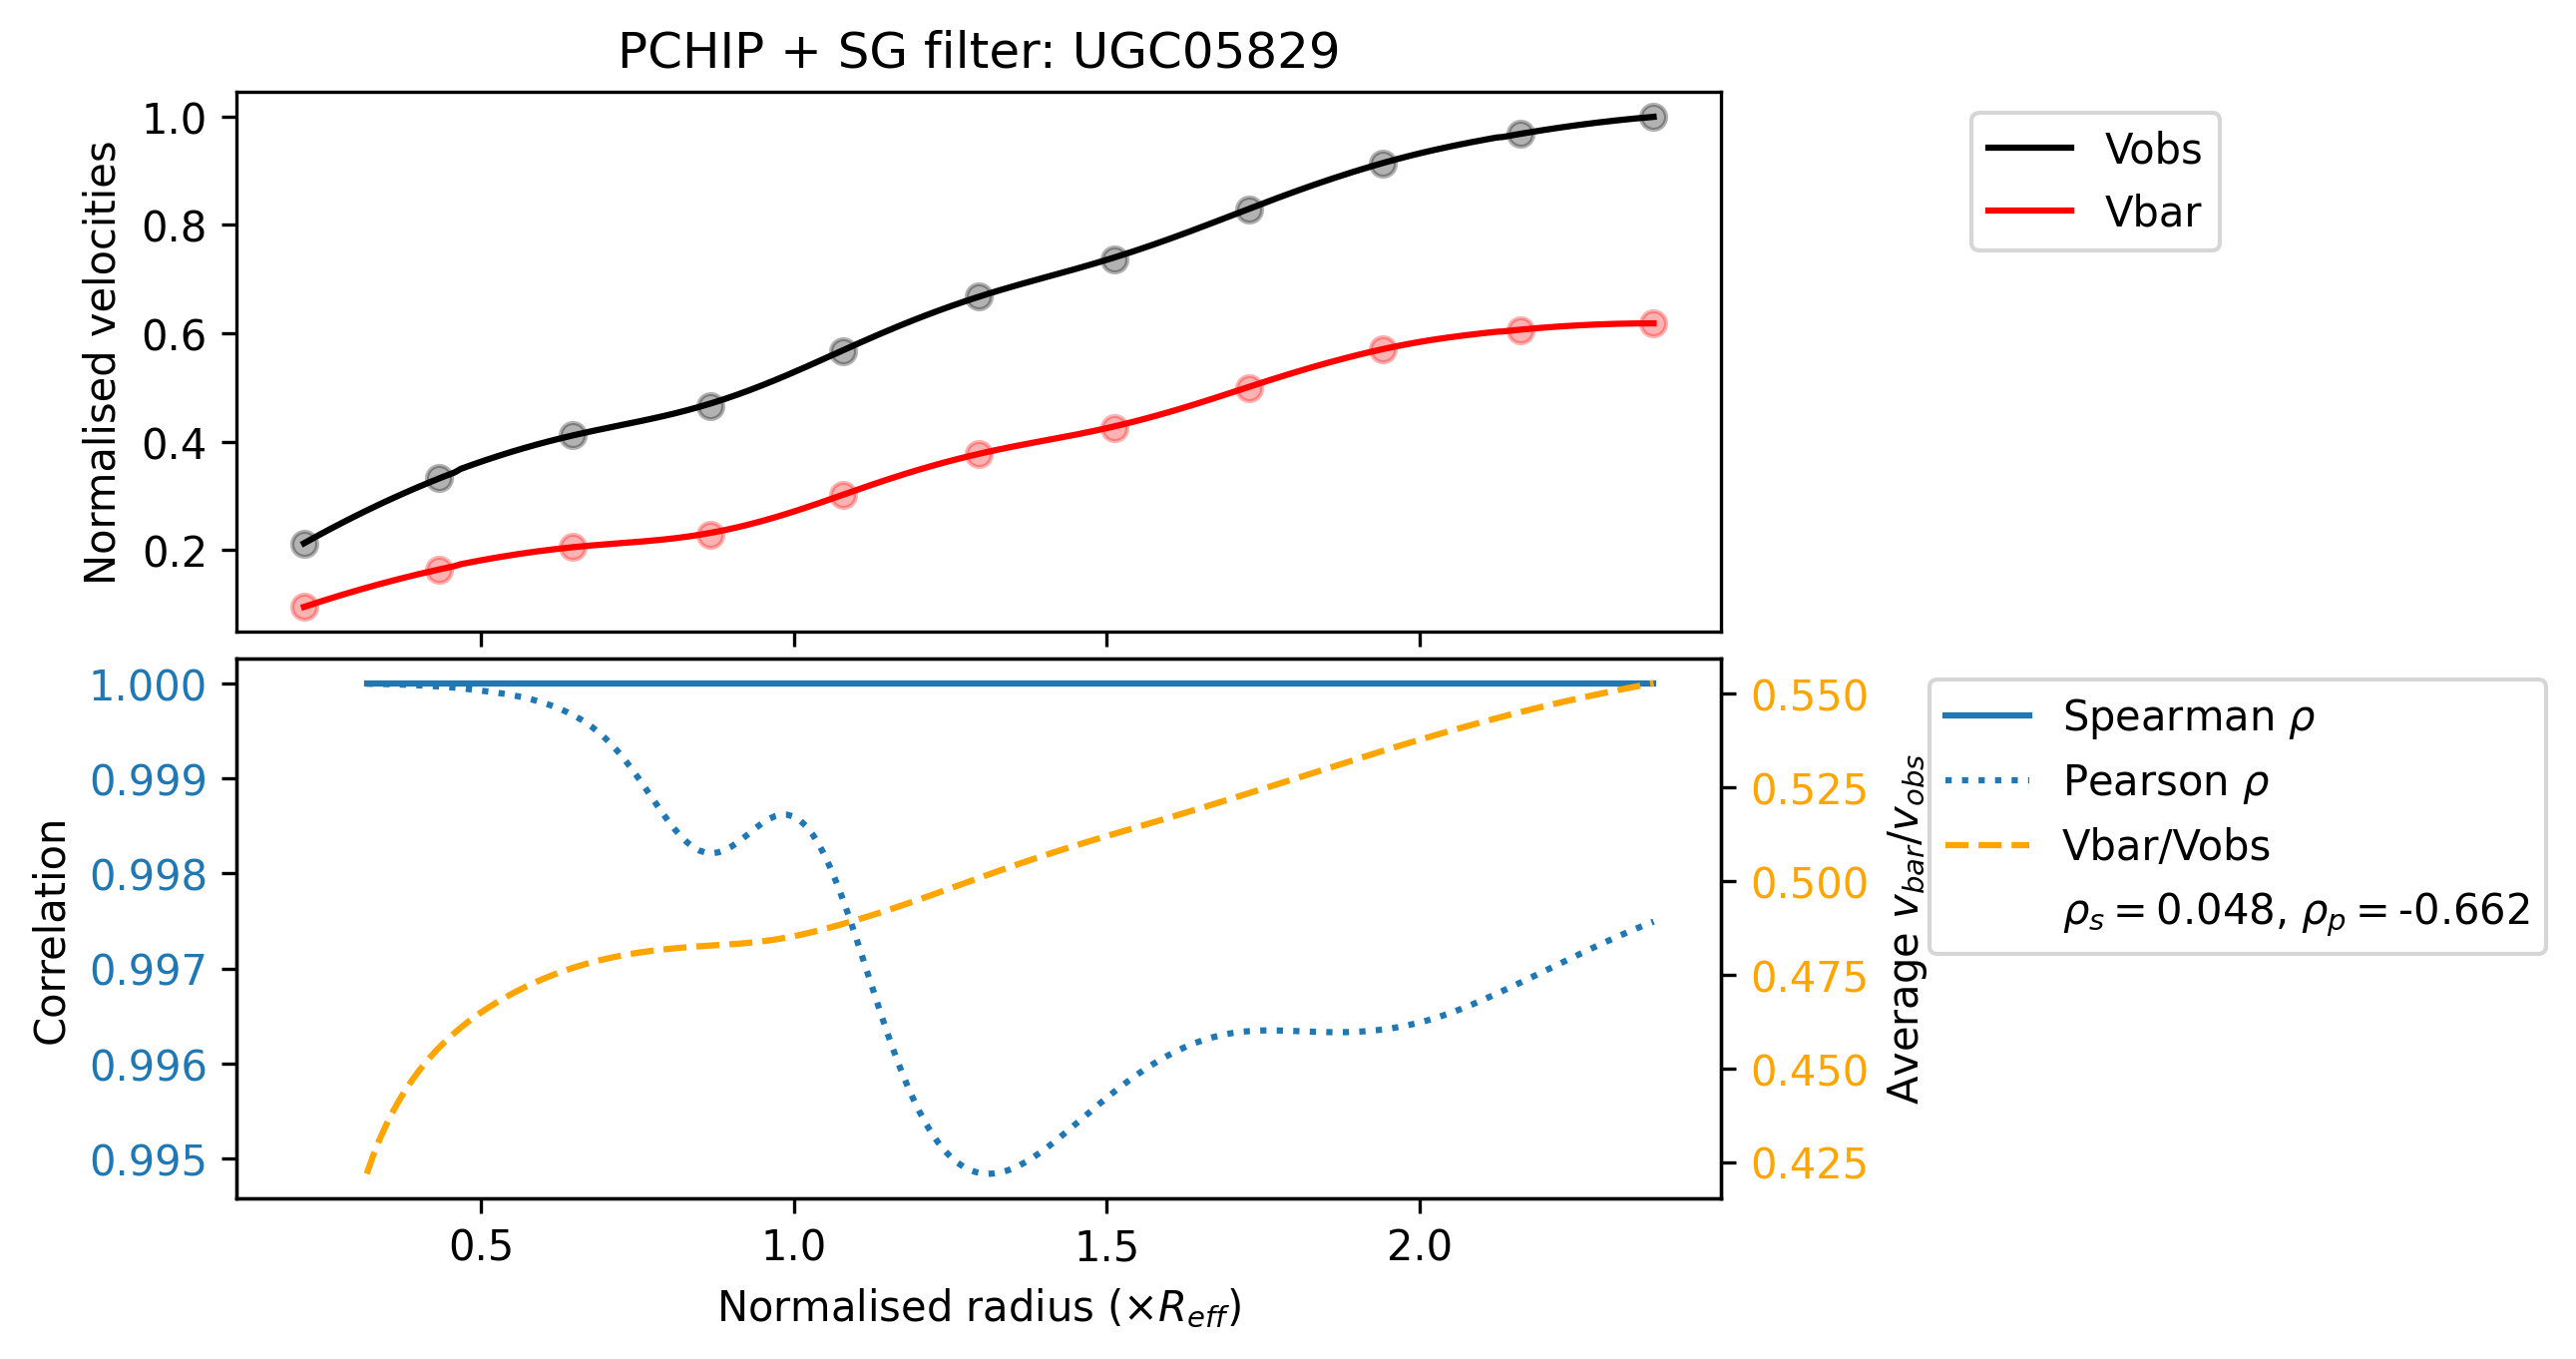 PCHIP + SG filter: UGC05829
Normalised velocities
1.0
0.8
0.6
0.4
0.2
Vobs
Vbar
Correlation
1.000
0.999
0.998
0.997
0.996
0.995
0.550
0.525
0.500
0.475
0.450
0.425
Average v_bar/v_obs
Spearman ρ
Pearson ρ
Vbar/Vobs
ρ_s = 0.048, ρ_p = -0.662
0.5 1.0 1.5 2.0
Normalised radius (×R_eff)